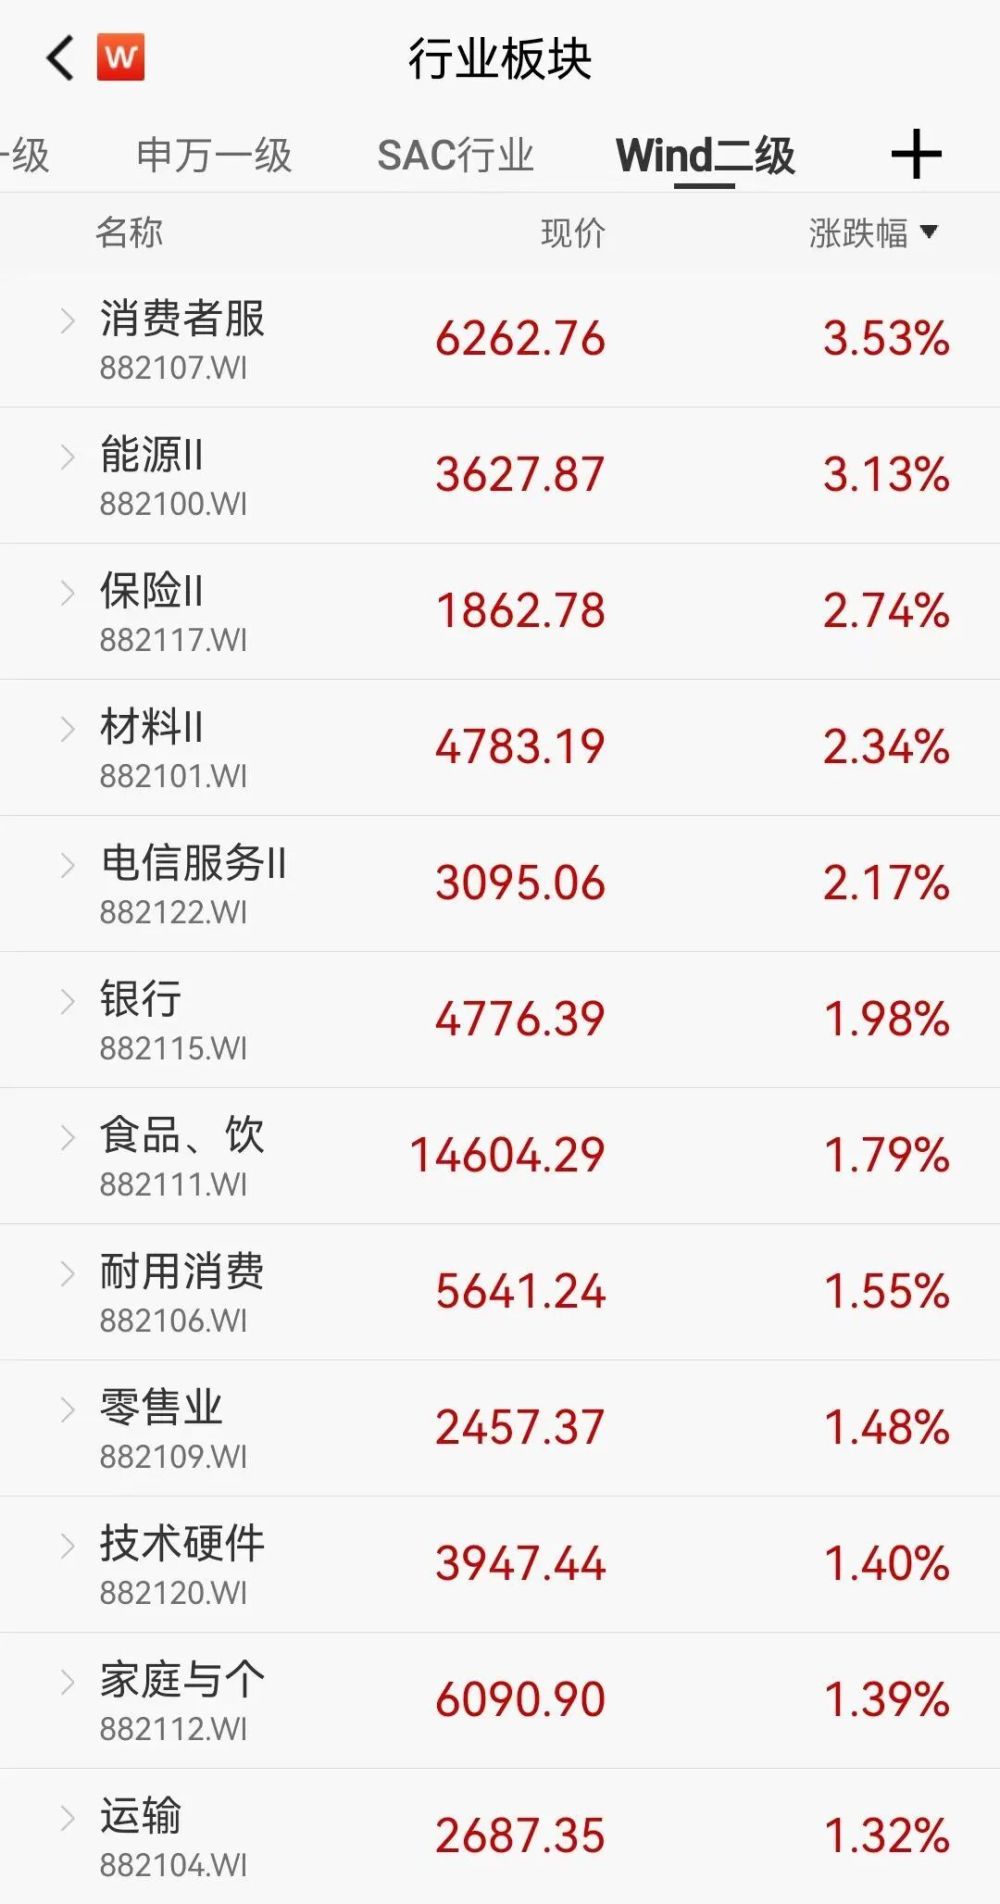 W 行业板块
一级 申万一级 SAC行业 Wind二级
名称 现价 涨跌幅
消费者服 6262.76 3.53%
882107.WI
能源II 3627.87 3.13%
882100.WI
保险II 1862.78 2.74%
882117.WI
材料II 4783.19 2.34%
882101.WI
电信服务II 3095.06 2.17%
882122.WI
银行 4776.39 1.98%
882115.WI
食品、饮 14604.29 1.79%
882111.WI
耐用消费 5641.24 1.55%
882106.WI
零售业 2457.37 1.48%
882109.WI
技术硬件 3947.44 1.40%
882120.WI
家庭与个 6090.90 1.39%
882112.WI
运输 2687.35 1.32%
882104.WI